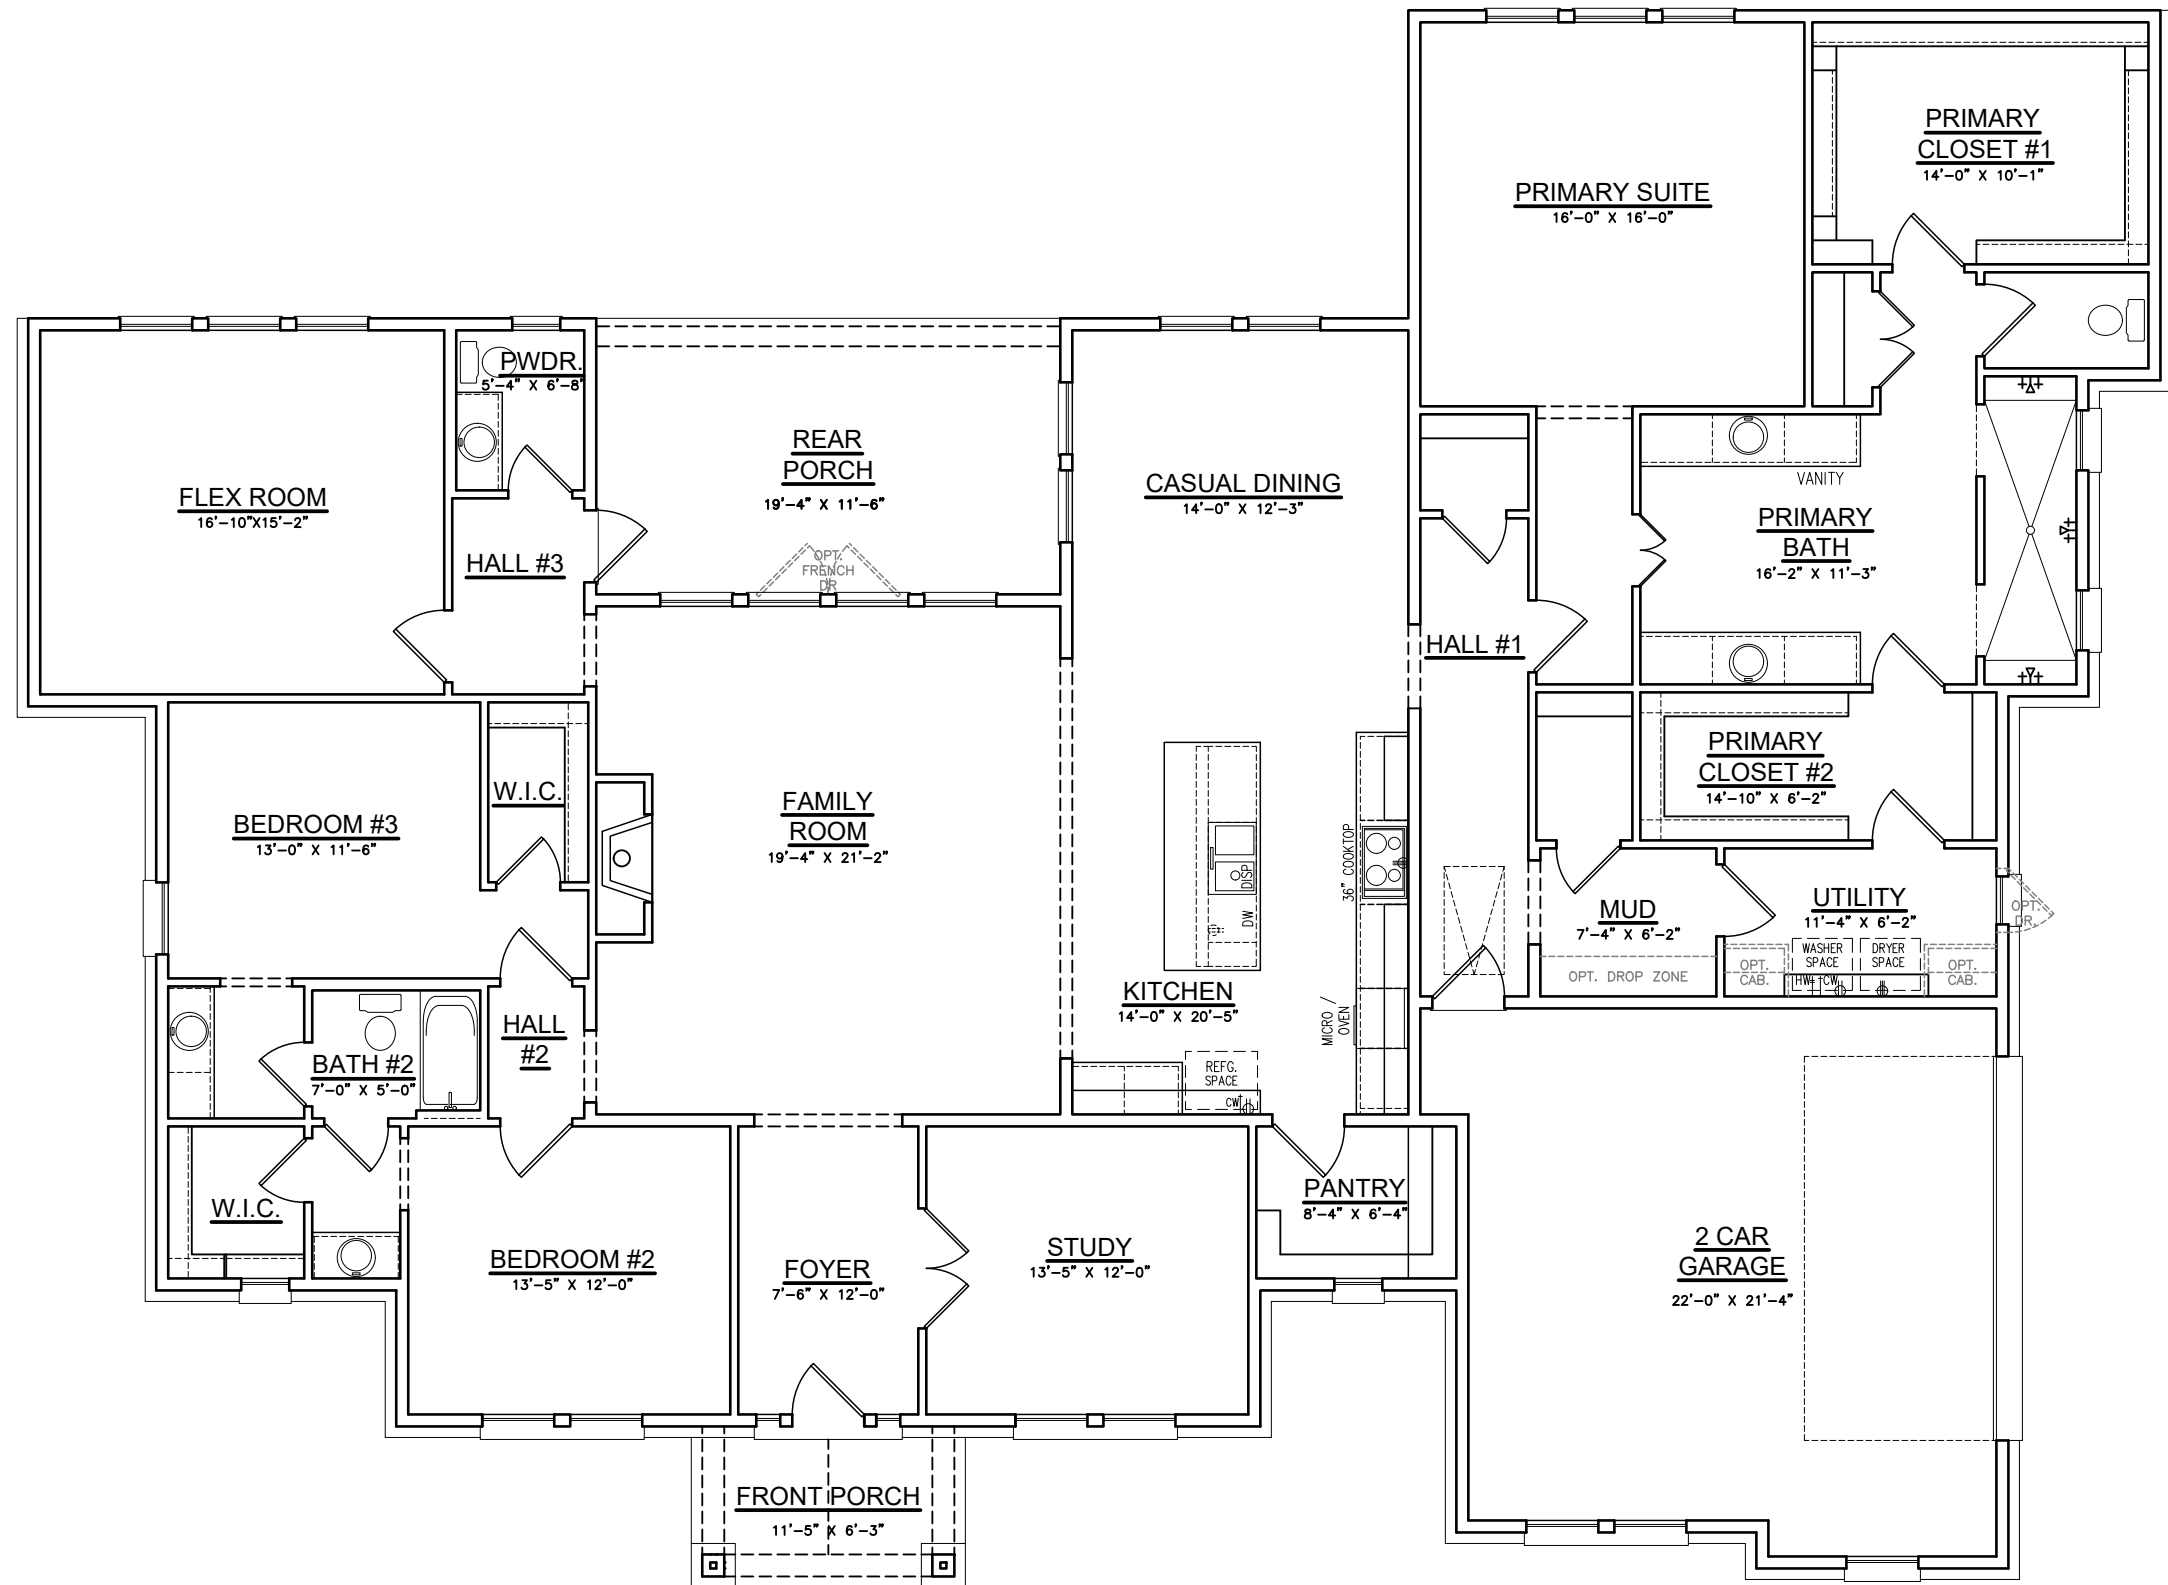 PRIMARY
CLOSET #1
14'-0" X 10'-1"
PRIMARY SUITE
16'-0" X 16'-0"
PWDR.
5'-4" X 6'-8"
REAR
PORCH
19'-4" X 11'-6"
OPT.
FRENCH
DR
FLEX ROOM
16'-10"X15'-2"
HALL #3
CASUAL DINING
14'-0" X 12'-3"
VANITY
PRIMARY
BATH
16'-2" X 11'-3"
HALL #1
PRIMARY
CLOSET #2
14'-10" X 6'-2"
W.I.C.
BEDROOM #3
13'-0" X 11'-6"
FAMILY
ROOM
19'-4" X 21'-2"
36" COOKTOP
DISP
DW
MUD
7'-4" X 6'-2"
OPT. DROP ZONE
UTILITY
11'-4" X 6'-2"
OPT.
DR.
WASHER
SPACE
DRYER
SPACE
OPT.
CAB.
HW
CW
OPT.
CAB.
KITCHEN
14'-0" X 20'-5"
MICRO /
OVEN
REFG.
SPACE
CW
HALL
#2
BATH #2
7'-0" X 5'-0"
W.I.C.
BEDROOM #2
13'-5" X 12'-0"
FOYER
7'-6" X 12'-0"
STUDY
13'-5" X 12'-0"
PANTRY
8'-4" X 6'-4"
2 CAR
GARAGE
22'-0" X 21'-4"
FRONT PORCH
11'-5" X 6'-3"